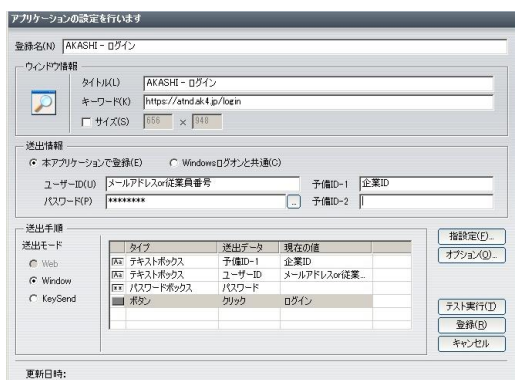 アプリケーションの設定を行います
登録名(N) AKASHI - ログイン
ウィンドウ情報
タイトル(L) AKASHI - ログイン
キーワード(K) https://atnd.ak4.jp/login
サイズ(S) 656 × 948
送出情報
本アプリケーションで登録(E) Windowsログオンと共通(C)
ユーザーID(U) メールアドレスor従業員番号 予備ID-1 企業ID
パスワード(P) ******** ... 予備ID-2
送出手順
送出モード
Web
Window
KeySend
タイプ 送出データ 現在の値
テキストボックス 予備ID-1 企業ID
テキストボックス ユーザーID メールアドレスor従業...
パスワードボックス パスワード
ボタン クリック ログイン
指設定(F)...
オプション(O)...
テスト実行(T)
登録(R)
キャンセル
更新日時: